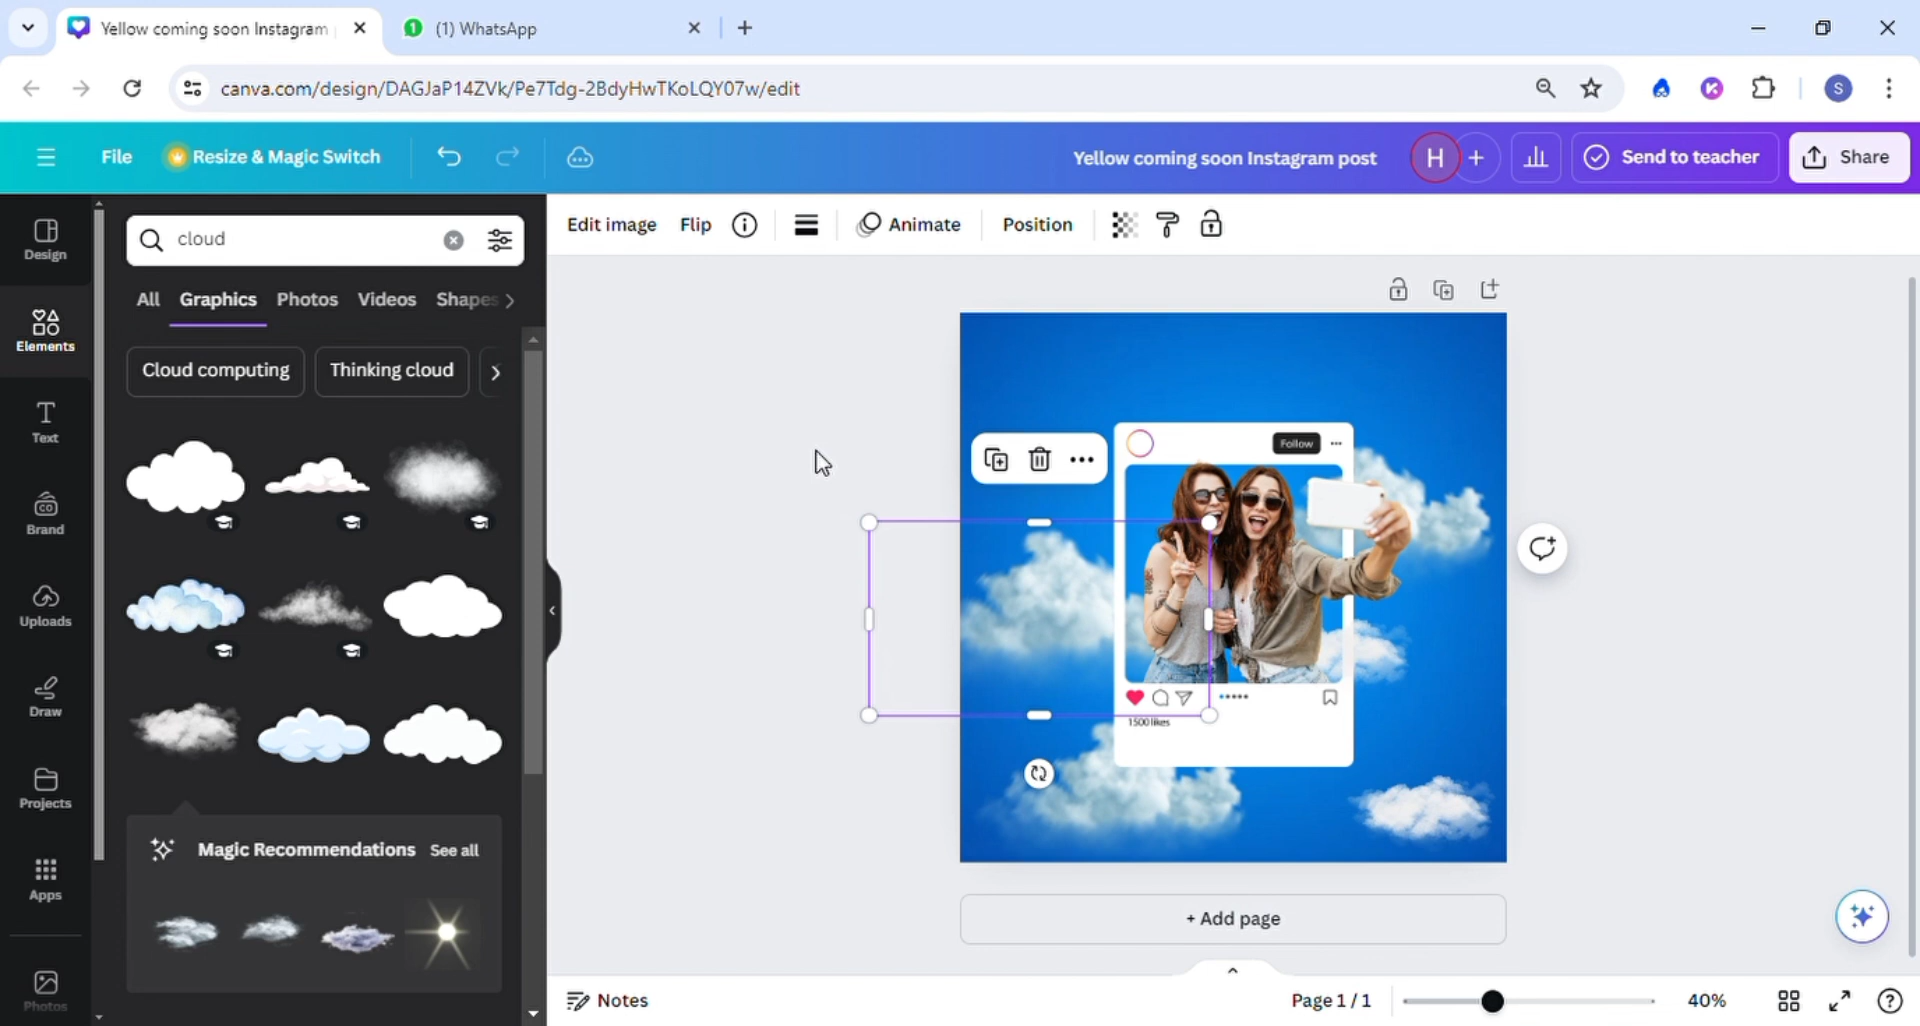 Yellow coming soon Instagram
(1) WhatsApp
canva.com/design/DAGJaP14ZVk/Pe7Tdg-2BdyHwTKoLQY07w/edit
S
File
Resize & Magic Switch
Yellow coming soon Instagram post
H
Send to teacher
Share
Design
Elements
Text
Brand
Uploads
Draw
Projects
Apps
Photos
cloud
All
Graphics
Photos
Videos
Shapes
Cloud computing
Thinking cloud
Magic Recommendations
See all
Edit image
Flip
Animate
Position
Follow
1500 likes
+ Add page
Notes
Page 1 / 1
40%